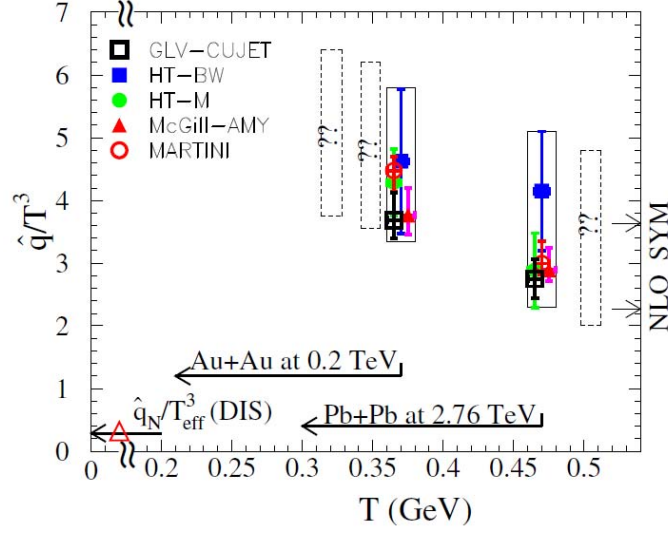 7
6
5
4
3
2
1
0
q̂/T³
GLV-CUJET
HT-BW
HT-M
McGill-AMY
MARTINI
??
??
??
NLO SYM
Au+Au at 0.2 TeV
q̂_N/T³_eff (DIS)
Pb+Pb at 2.76 TeV
0 0.2 0.25 0.3 0.35 0.4 0.45 0.5
T (GeV)